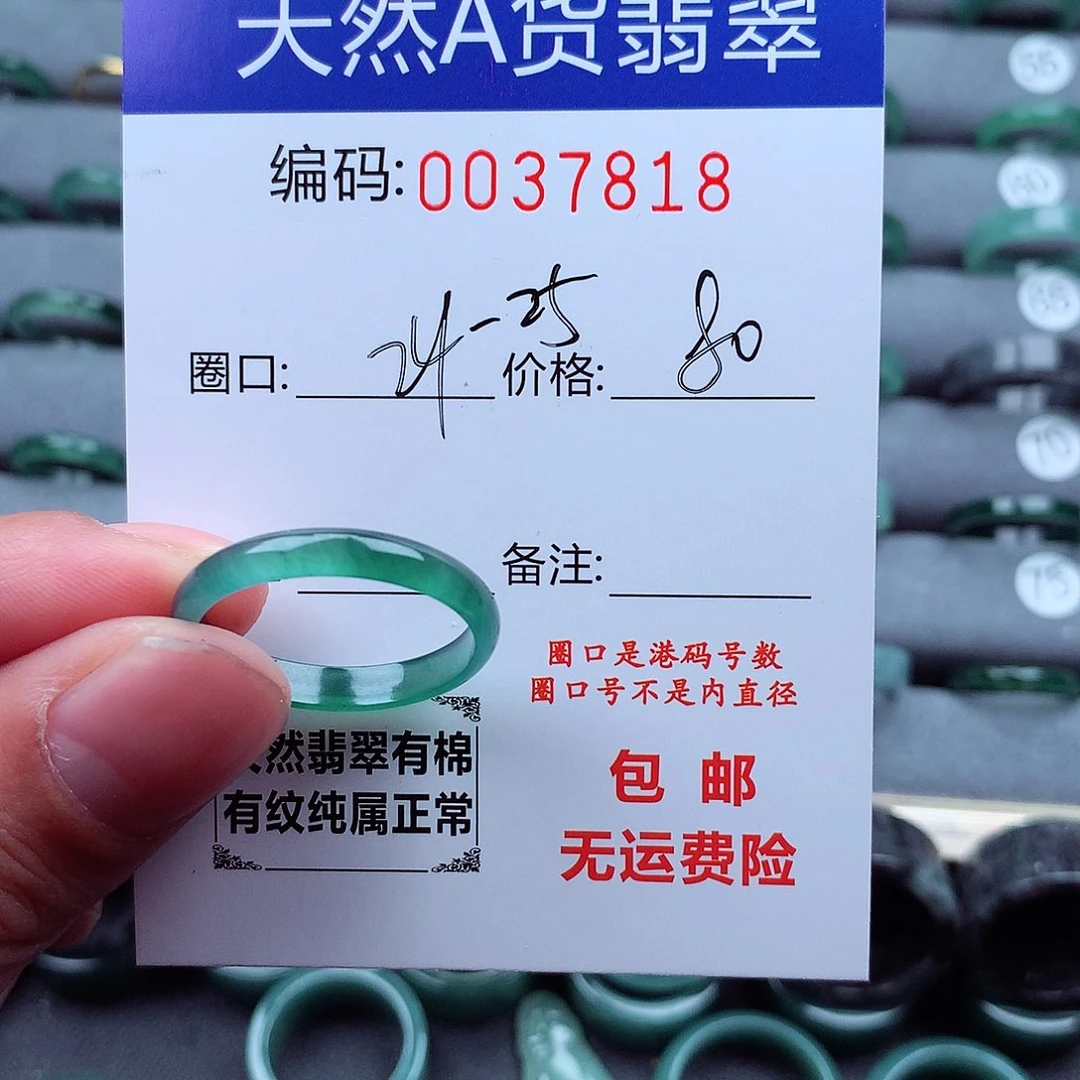 天然A货翡翠
编码:0037818
圈口: 24-25 价格: 80
备注:
圈口是港码号数
圈口号不是内直径
然翡翠有棉
有纹纯属正常
包邮
无运费险
55
60
65
70
75